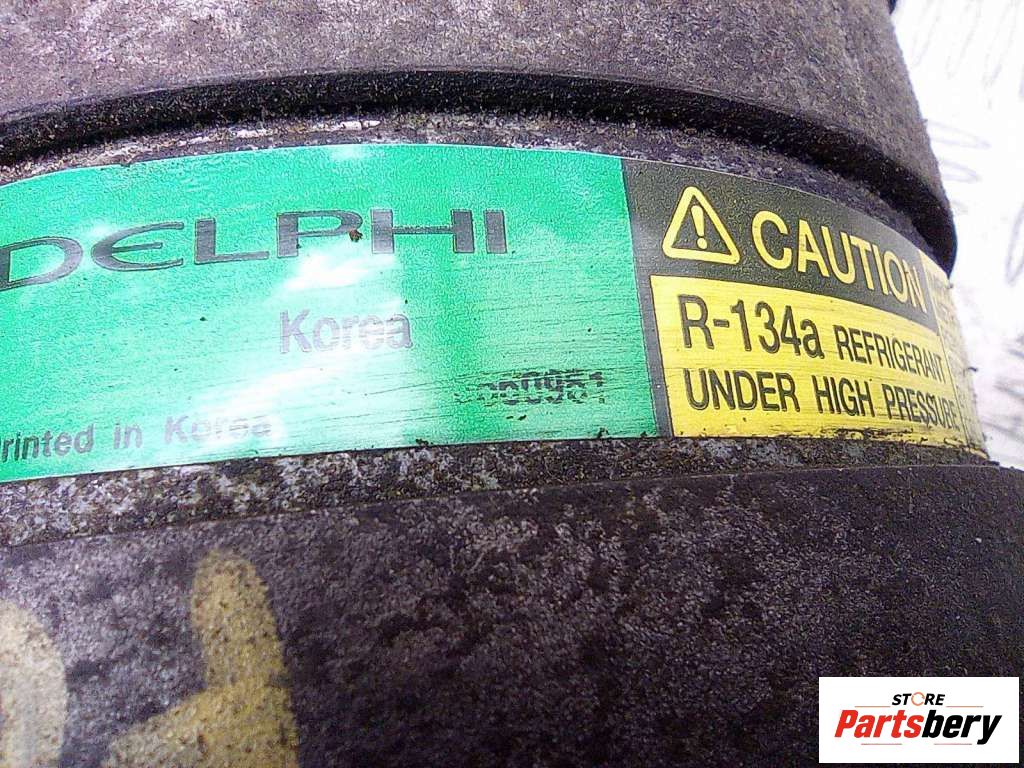 DELPHI
Korea
rinted in Korea
CAUTION
R-134a REFRIGERANT
UNDER HIGH PRESSURE
STORE
Partsbery